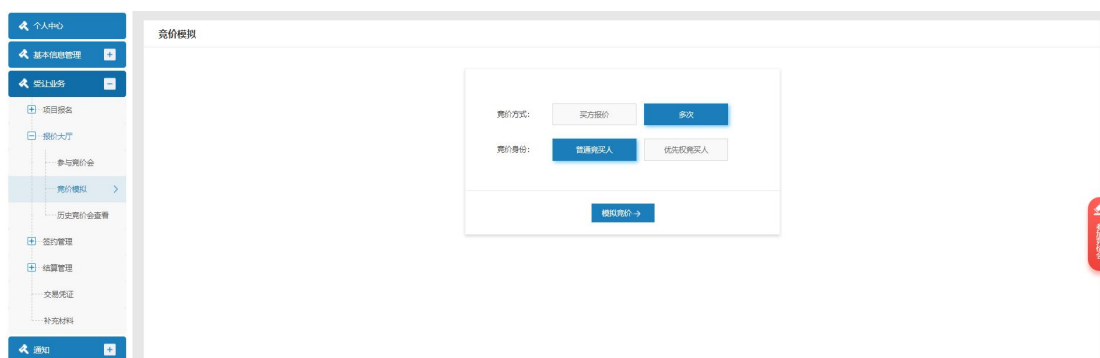 个人中心
基本信息管理
受让业务
项目报名
报价大厅
参与竞价会
竞价模拟
历史竞价会查看
签约管理
结算管理
交易凭证
补充材料
通知
竞价模拟
竞价方式： 买方报价 多次
竞价身份： 普通竞买人 优先权竞买人
模拟竞价→